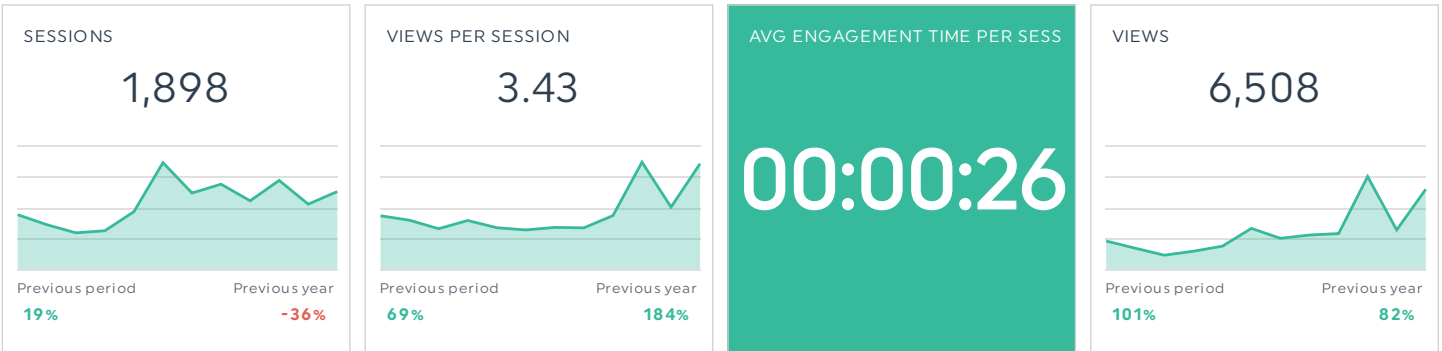 SESSIONS
1,898
Previous period Previous year
19% -36%
VIEWS PER SESSION
3.43
Previous period Previous year
69% 184%
AVG ENGAGEMENT TIME PER SESS
00:00:26
VIEWS
6,508
Previous period Previous year
101% 82%